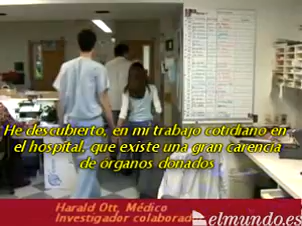 He descubierto, en mi trabajo cotidiano en
el hospital, que existe una gran carencia
de órganos donados
Harald Ott, Médico
Investigador colaborad
elmundo.es